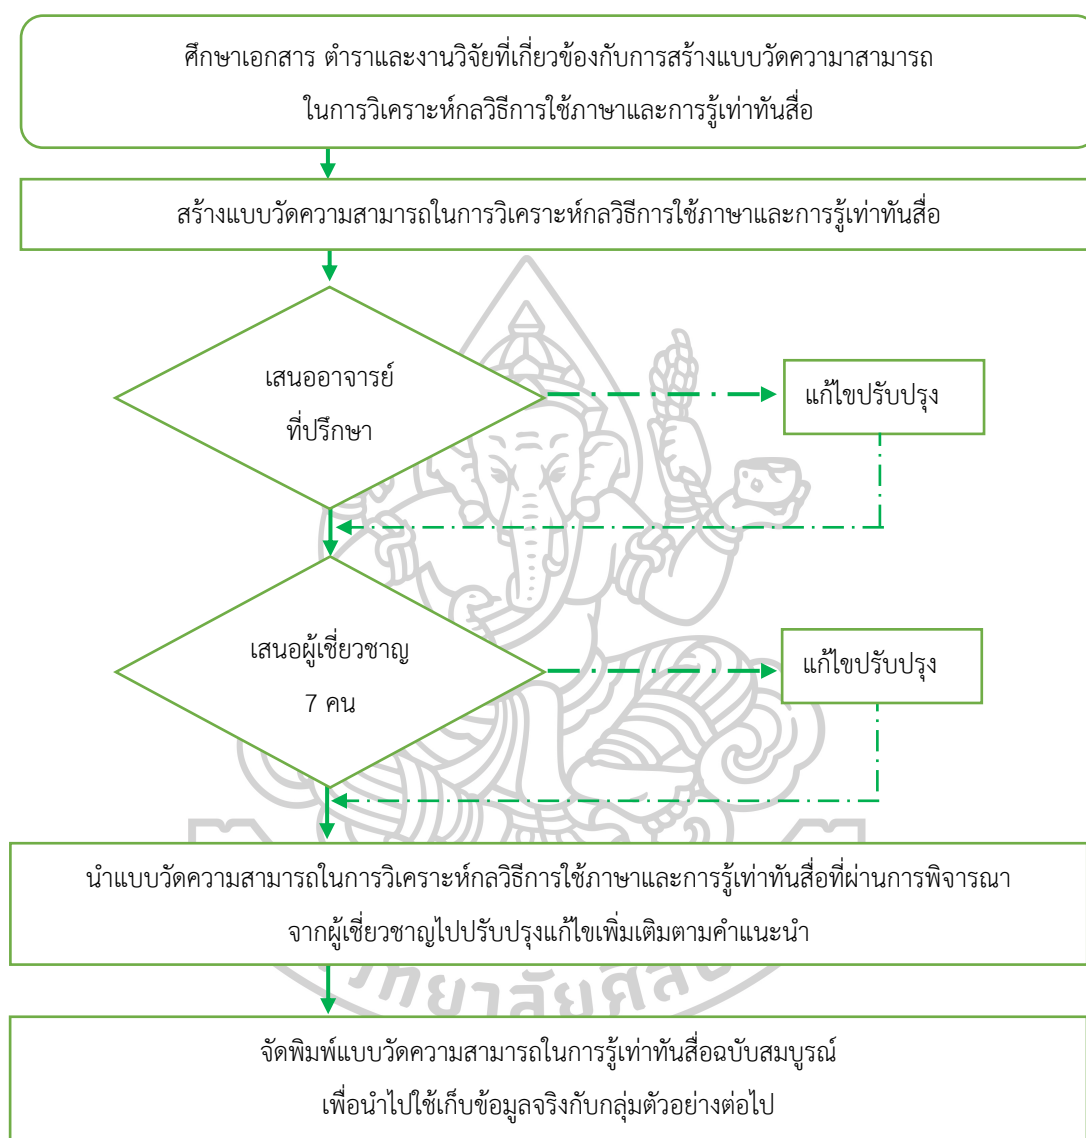 ศึกษาเอกสาร ตำราและงานวิจัยที่เกี่ยวข้องกับการสร้างแบบวัดความาสามารถ
ในการวิเคราะห์กลวิธีการใช้ภาษาและการรู้เท่าทันสื่อ
สร้างแบบวัดความสามารถในการวิเคราะห์กลวิธีการใช้ภาษาและการรู้เท่าทันสื่อ
เสนออาจารย์
ที่ปรึกษา
แก้ไขปรับปรุง
เสนอผู้เชี่ยวชาญ
7 คน
แก้ไขปรับปรุง
นำแบบวัดความสามารถในการวิเคราะห์กลวิธีการใช้ภาษาและการรู้เท่าทันสื่อที่ผ่านการพิจารณา
จากผู้เชี่ยวชาญไปปรับปรุงแก้ไขเพิ่มเติมตามคำแนะนำ
จัดพิมพ์แบบวัดความสามารถในการรู้เท่าทันสื่อฉบับสมบูรณ์
เพื่อนำไปใช้เก็บข้อมูลจริงกับกลุ่มตัวอย่างต่อไป